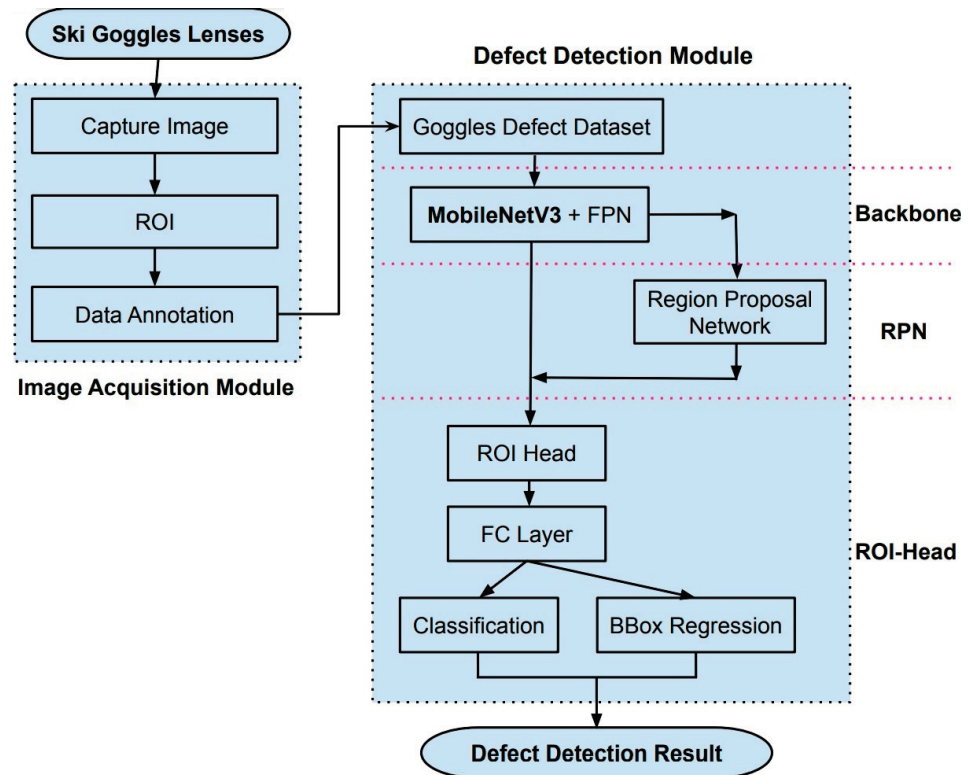 Ski Goggles Lenses
Capture Image
ROI
Data Annotation
Image Acquisition Module
Defect Detection Module
Goggles Defect Dataset
MobileNetV3 + FPN
Backbone
Region Proposal
Network
RPN
ROI Head
FC Layer
ROI-Head
Classification
BBox Regression
Defect Detection Result